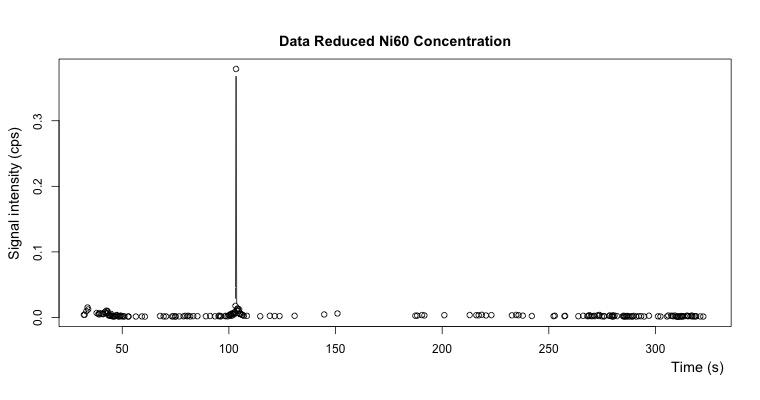 Data Reduced Ni60 Concentration
Signal intensity (cps)
0.3
0.2
0.1
0.0
50 100 150 200 250 300
Time (s)